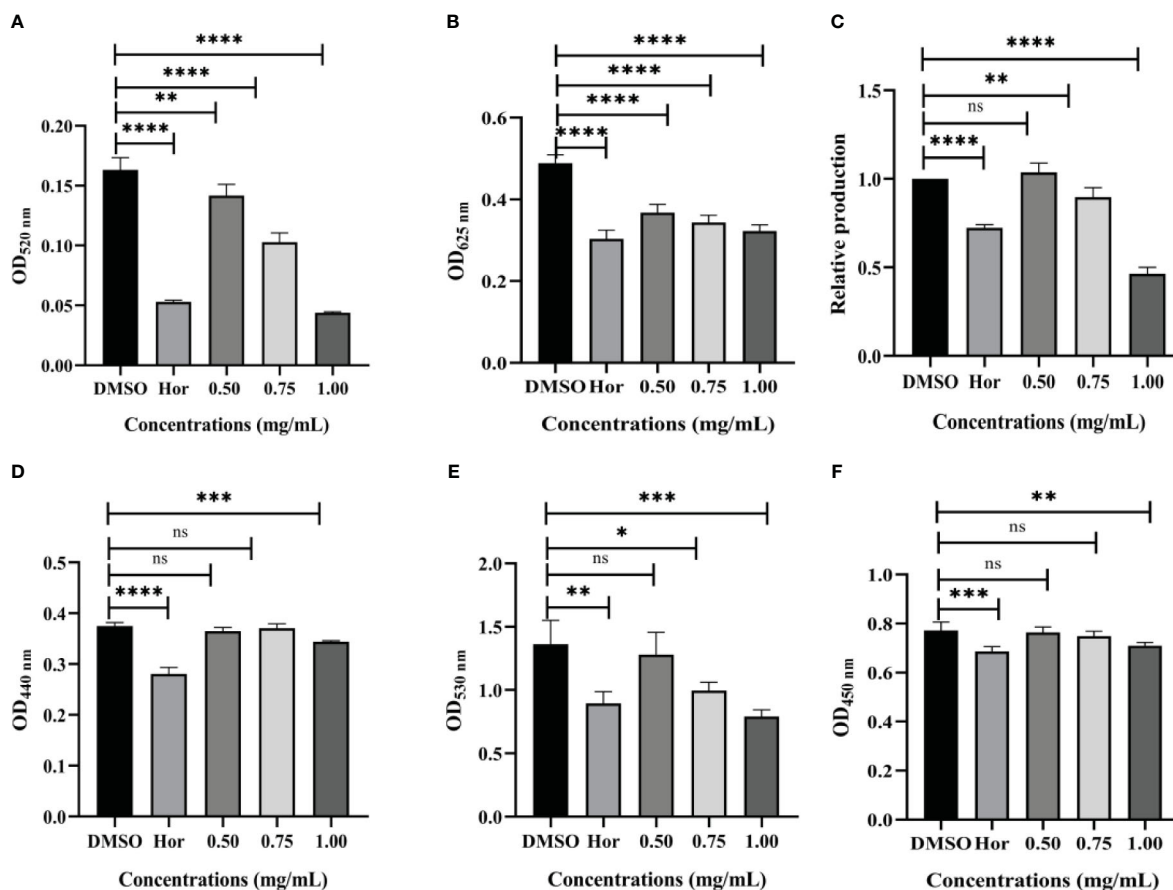 A
****
****
**
****
0.20
0.15
0.10
0.05
0.00
OD520 nm
DMSO Hor 0.50 0.75 1.00
Concentrations (mg/mL)
B
****
****
****
****
0.6
0.4
0.2
0.0
OD625 nm
DMSO Hor 0.50 0.75 1.00
Concentrations (mg/mL)
C
****
**
ns
****
1.5
1.0
0.5
0.0
Relative production
DMSO Hor 0.50 0.75 1.00
Concentrations (mg/mL)
D
***
ns
ns
****
0.5
0.4
0.3
0.2
0.1
0.0
OD440 nm
DMSO Hor 0.50 0.75 1.00
Concentrations (mg/mL)
E
***
*
ns
**
2.0
1.5
1.0
0.5
0.0
OD530 nm
DMSO Hor 0.50 0.75 1.00
Concentrations (mg/mL)
F
**
ns
ns
***
1.0
0.8
0.6
0.4
0.2
0.0
OD450 nm
DMSO Hor 0.50 0.75 1.00
Concentrations (mg/mL)